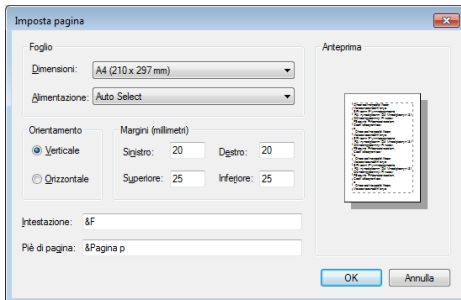 Imposta pagina
Foglio
Dimensioni: A4 (210 x 297 mm)
Alimentazione: Auto Select
Orientamento
Verticale
Orizzontale
Margini (millimetri)
Sinistro: 20 Destro: 20
Superiore: 25 Inferiore: 25
Intestazione: &F
Piè di pagina: &Pagina p
Anteprima
OK Annulla